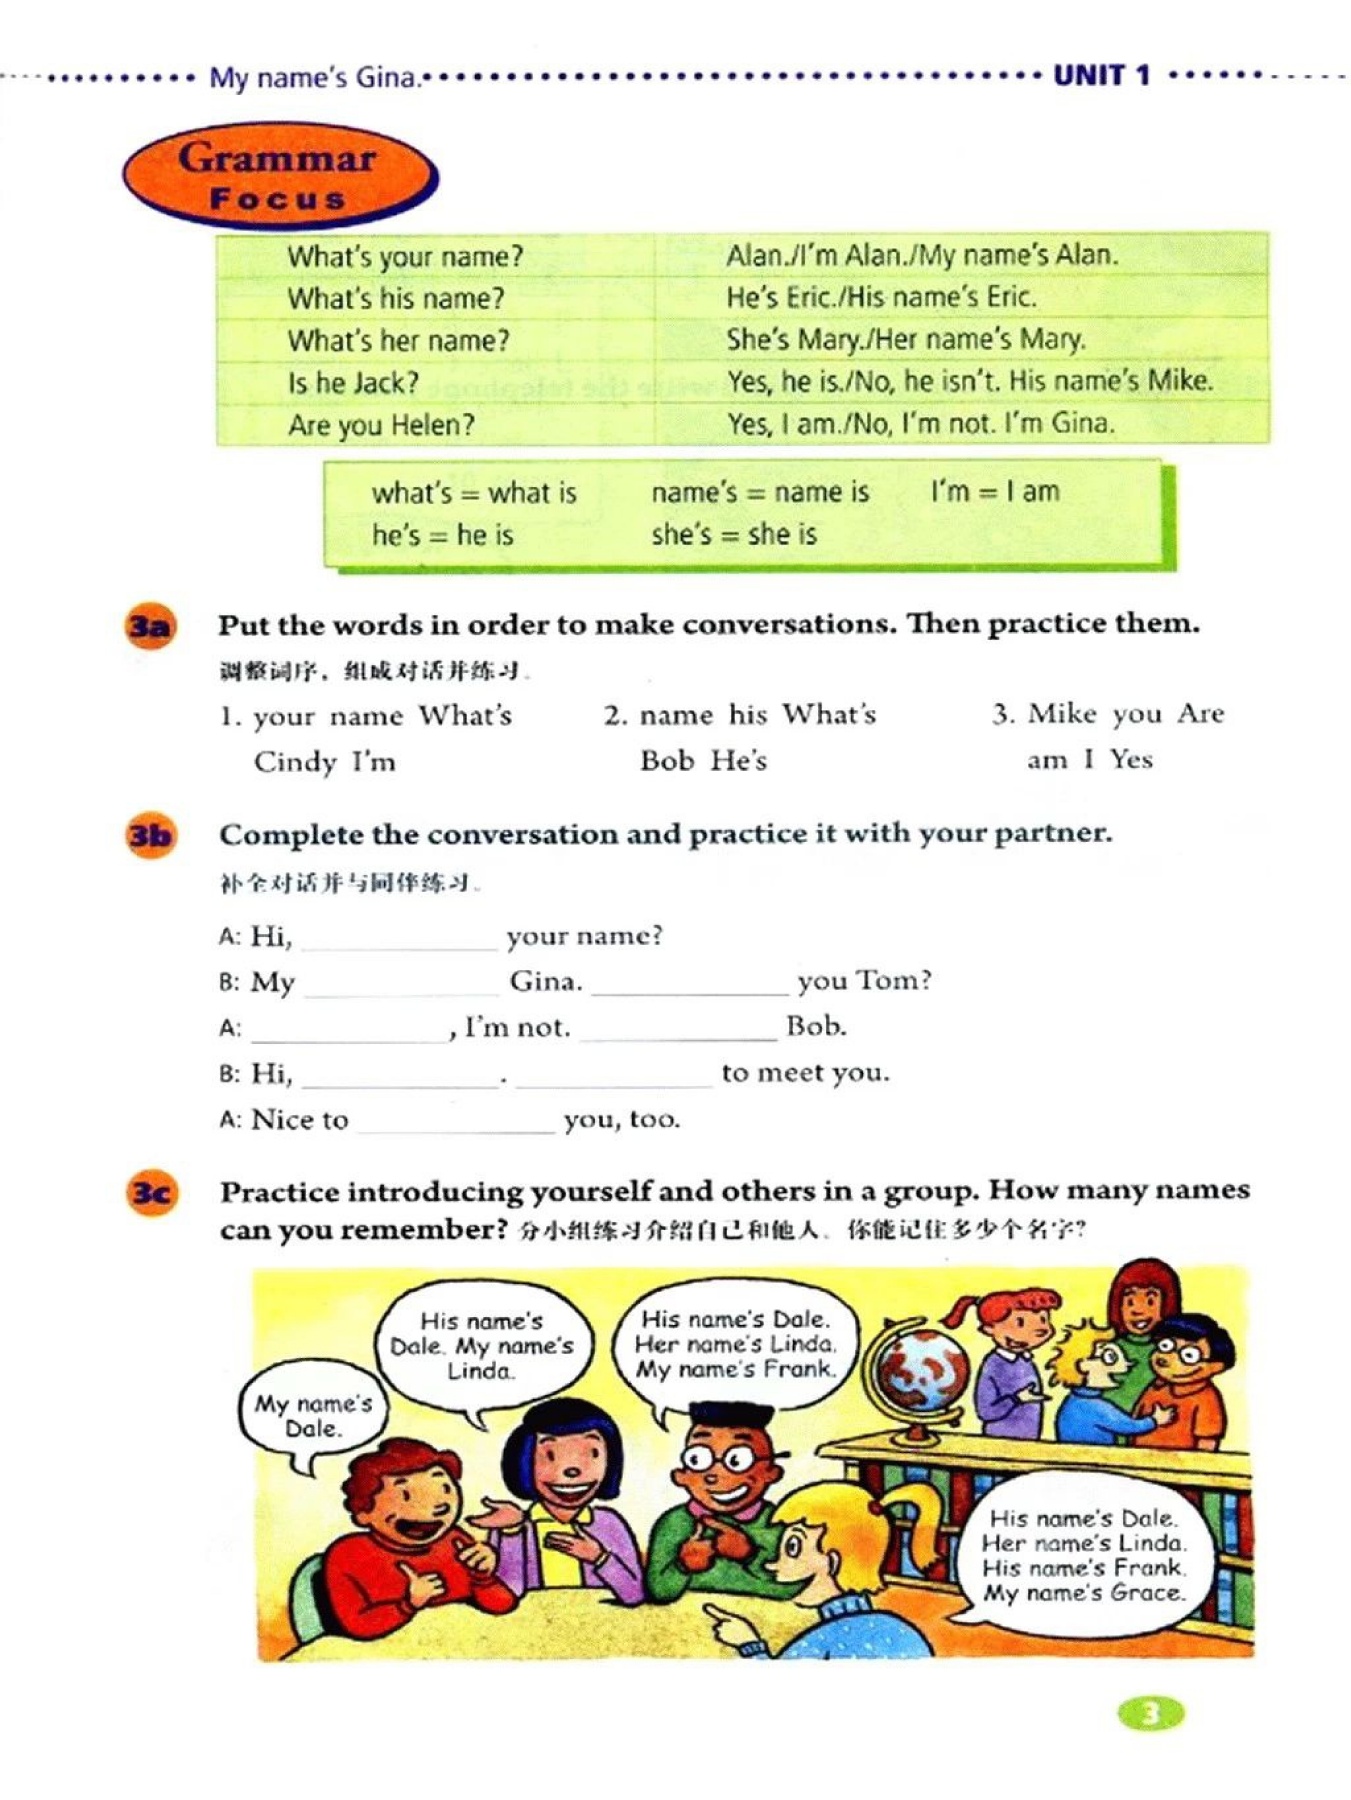 My name's Gina. UNIT 1
Grammar
Focus
What's your name? Alan./I'm Alan./My name's Alan.
What's his name? He's Eric./His name's Eric.
What's her name? She's Mary./Her name's Mary.
Is he Jack? Yes, he is./No, he isn't. His name's Mike.
Are you Helen? Yes, I am./No, I'm not. I'm Gina.
what's = what is name's = name is I'm = I am
he's = he is she's = she is
3a Put the words in order to make conversations. Then practice them.
调整词序，组成对话并练习。
1. your name What's 2. name his What's 3. Mike you Are
Cindy I'm Bob He's am I Yes
3b Complete the conversation and practice it with your partner.
补全对话并与同伴练习。
A: Hi, ____________ your name?
B: My ____________ Gina. ____________ you Tom?
A: ____________, I'm not. ____________ Bob.
B: Hi, ____________. ____________ to meet you.
A: Nice to ____________ you, too.
3c Practice introducing yourself and others in a group. How many names
can you remember? 分小组练习介绍自己和他人。你能记住多少个名字?
My name's
Dale.
His name's
Dale. My name's
Linda.
His name's Dale.
Her name's Linda.
My name's Frank.
His name's Dale.
Her name's Linda.
His name's Frank.
My name's Grace.
3